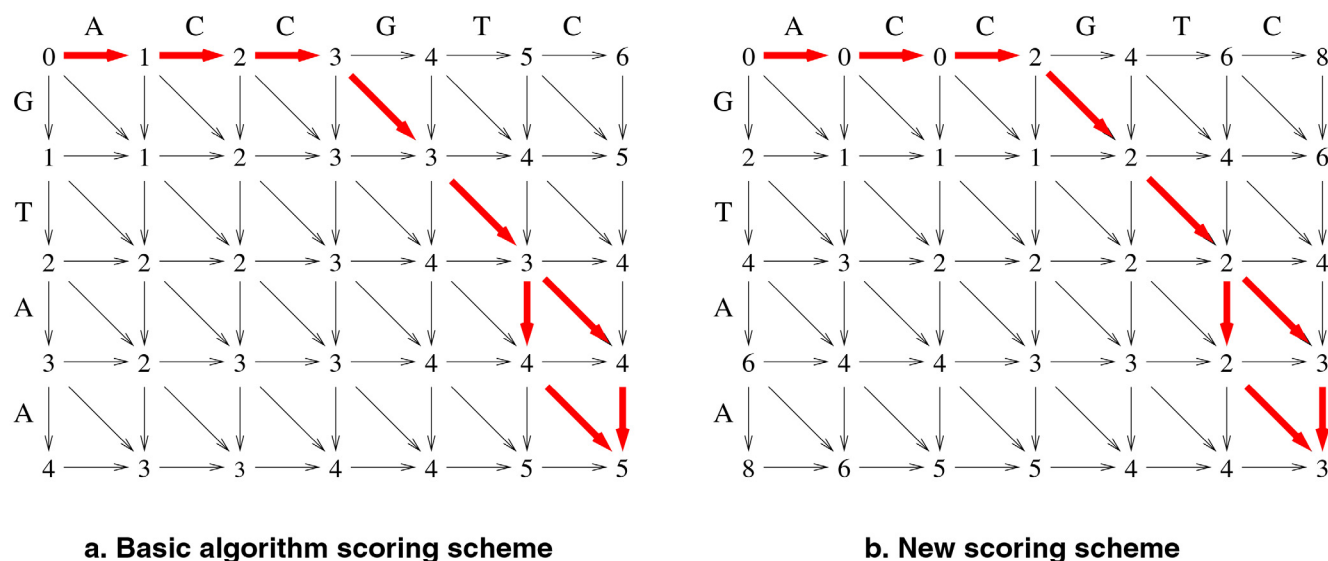 A C C G T C A C C G T C
0 1 2 3 4 5 6 0 0 0 2 4 6 8
G G
1 1 2 3 3 4 5 2 1 1 1 2 4 6
T T
2 2 2 3 4 3 4 4 3 2 2 2 2 4
A A
3 2 3 3 4 4 4 6 4 4 3 3 2 3
A A
4 3 3 4 4 5 5 8 6 5 5 4 4 3
a. Basic algorithm scoring scheme b. New scoring scheme